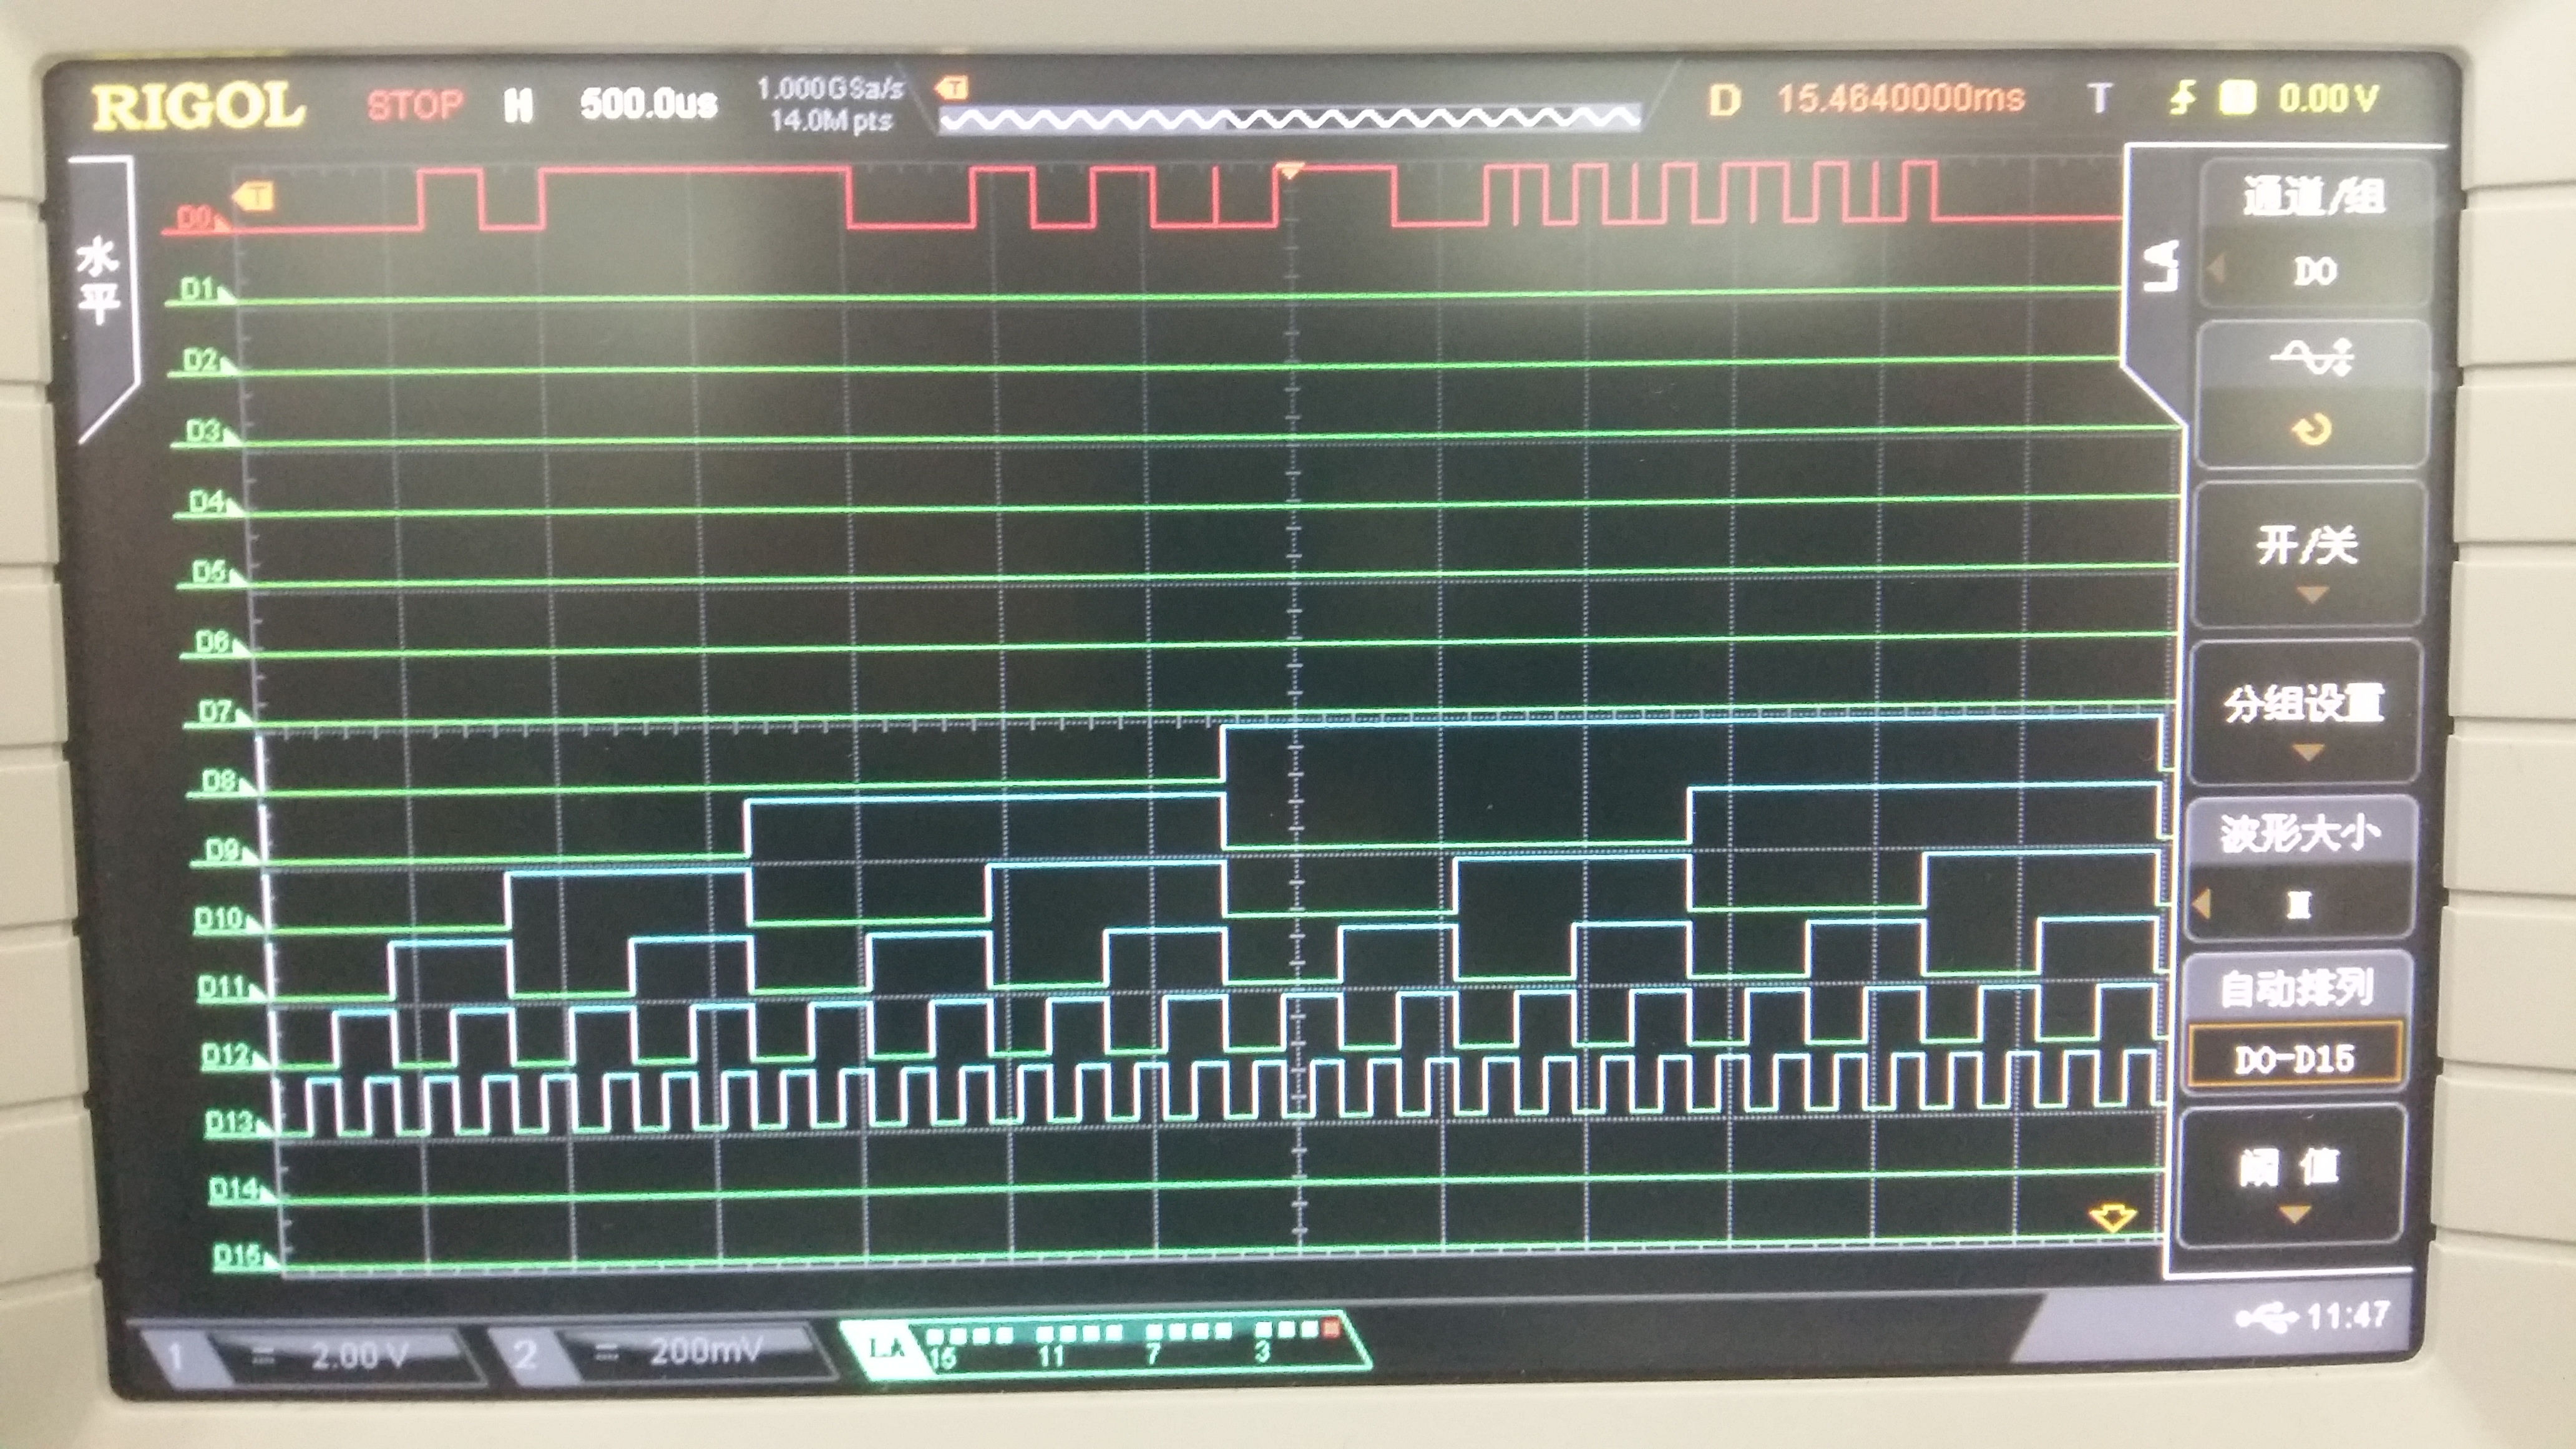 RIGOL STOP H 500.0us 1.000GSa/s 14.0M pts T D 15.4640000ms T 1 0.00 V
水平
LA
T
D0
D1
D2
D3
D4
D5
D6
D7
D8
D9
D10
D11
D12
D13
D14
D15
通道/组
D0
开/关
分组设置
波形大小
M
自动排列
D0-D15
阈 值
1 = 2.00 V 2 = 200mV LA 15 11 7 3
11:47